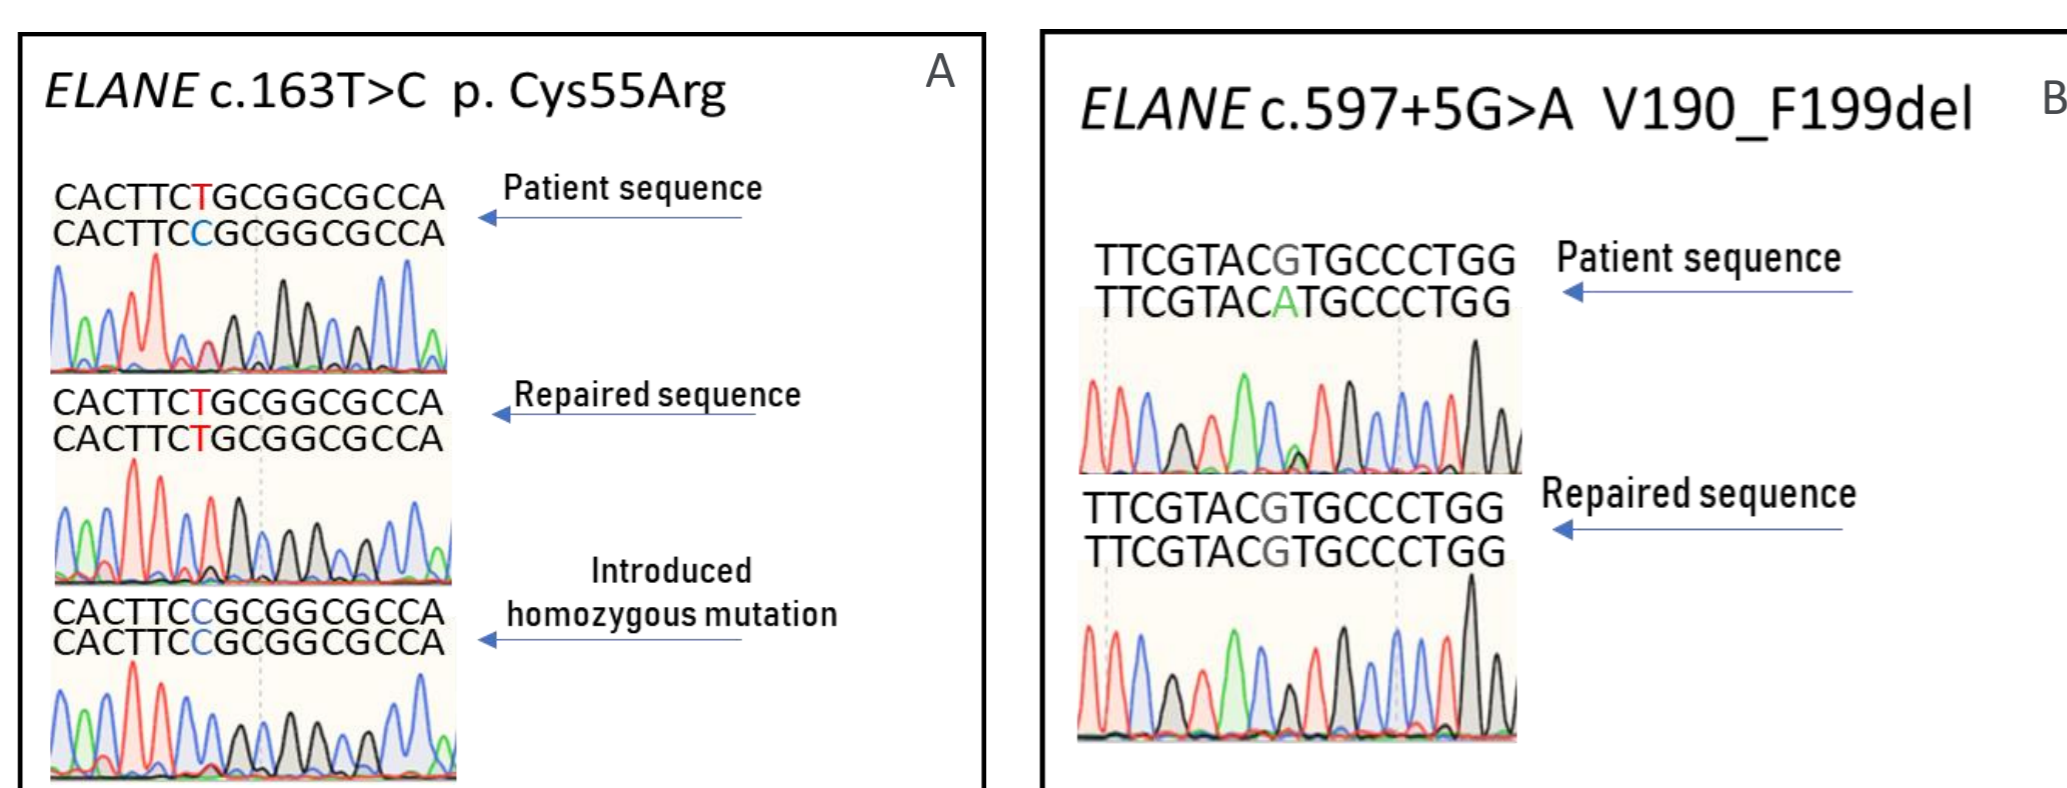 A
ELANE c.163T>C p. Cys55Arg
CACTTCTGCGGCGCCA
CACTTCCGCGGCGCCA
Patient sequence
CACTTCTGCGGCGCCA
CACTTCTGCGGCGCCA
Repaired sequence
CACTTCCGCGGCGCCA
CACTTCCGCGGCGCCA
Introduced
homozygous mutation
B
ELANE c.597+5G>A V190_F199del
TTCGTACGTGCCCTGG
TTCGTACATGCCCTGG
Patient sequence
TTCGTACGTGCCCTGG
TTCGTACGTGCCCTGG
Repaired sequence